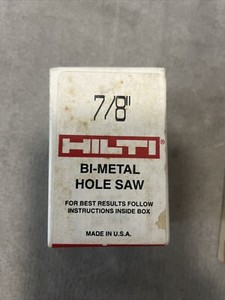 7/8"
HILTI®
BI-METAL
HOLE SAW
FOR BEST RESULTS FOLLOW
INSTRUCTIONS INSIDE BOX
MADE IN U.S.A.